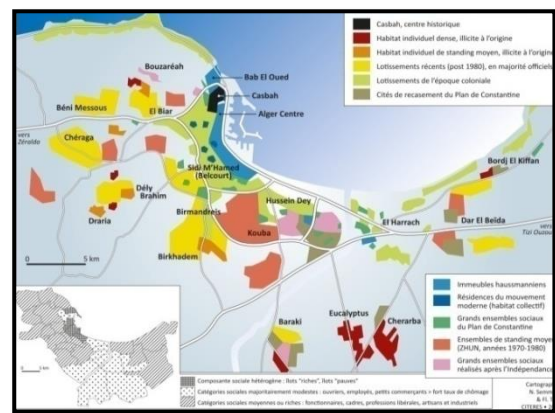 Casbah, centre historique
Habitat individuel dense, illicite à l'origine
Habitat individuel de standing moyen, illicite à l'origine
Lotissements récents (post 1980), en majorité officiels
Lotissements de l'époque coloniale
Cités de recasement du Plan de Constantine
Bouzaréah
Bab El Oued
Béni Messous
El Biar
Casbah
Alger Centre
vers
Zéralda
Chéraga
Sidi M'Hamed
(Belcourt)
Bordj El Kiffan
Dély
Brahim
Hussein Dey
Draria
Birmandreis
El Harrach
Dar El Beïda
vers
Tizi Ouzou
Kouba
Birkhadem
0 5 km
Baraki
Eucalyptus
Cherarba
Immeubles haussmanniens
Résidences du mouvement
moderne (habitat collectif)
Grands ensembles sociaux
du Plan de Constantine
Ensembles de standing moyen
(ZHUN, années 1970-1980)
Grands ensembles sociaux
réalisés après l'Indépendance
Composante sociale hétérogène : îlots "riches", îlots "pauves"
Catégories sociales majoritairement modestes : ouvriers, employés, petits commerçants > fort taux de chômage
Catégories sociales moyennes ou riches : fonctionnaires, cadres, professions libérales, artisans et industriels